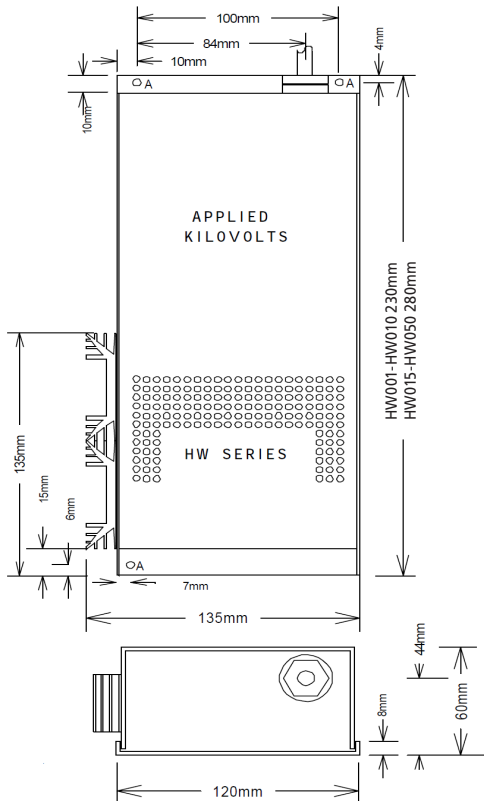 100mm
84mm
10mm
4mm
A
A
10mm
APPLIED
KILOVOLTS
HW001-HW010 230mm
HW015-HW050 280mm
HW SERIES
135mm
15mm
6mm
A
7mm
135mm
44mm
8mm
60mm
120mm